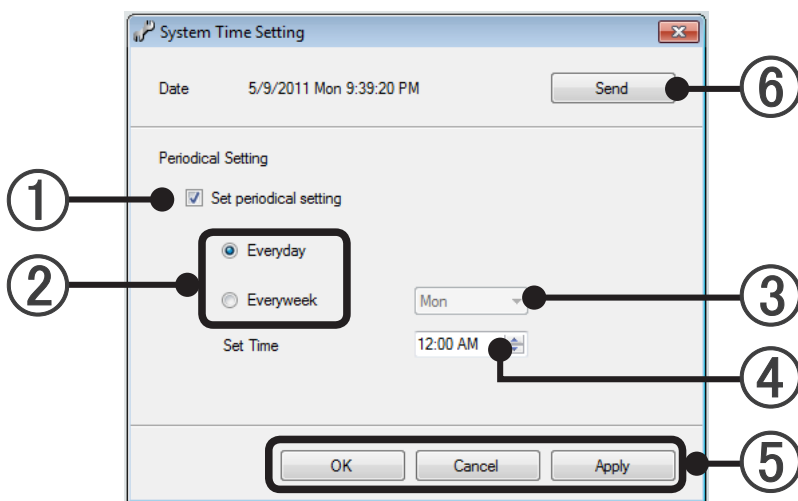 System Time Setting
Date 5/9/2011 Mon 9:39:20 PM Send ⑥
Periodical Setting
① Set periodical setting
② Everyday
Everyweek Mon ③
Set Time 12:00 AM ④
OK Cancel Apply ⑤